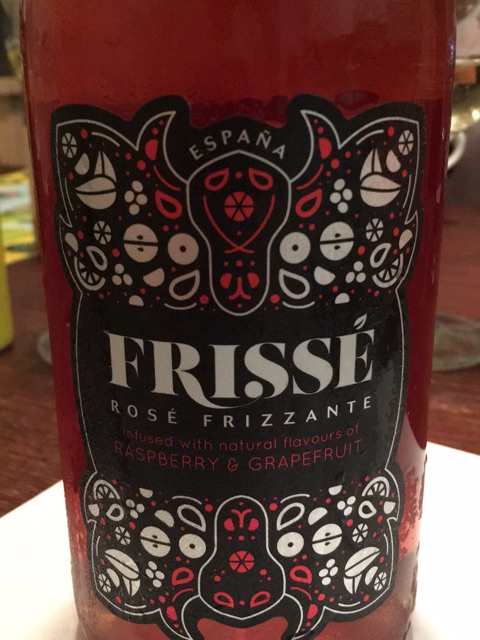 ESPAÑA
FRISSÉ
ROSÉ FRIZZANTE
infused with natural flavours of
RASPBERRY & GRAPEFRUIT